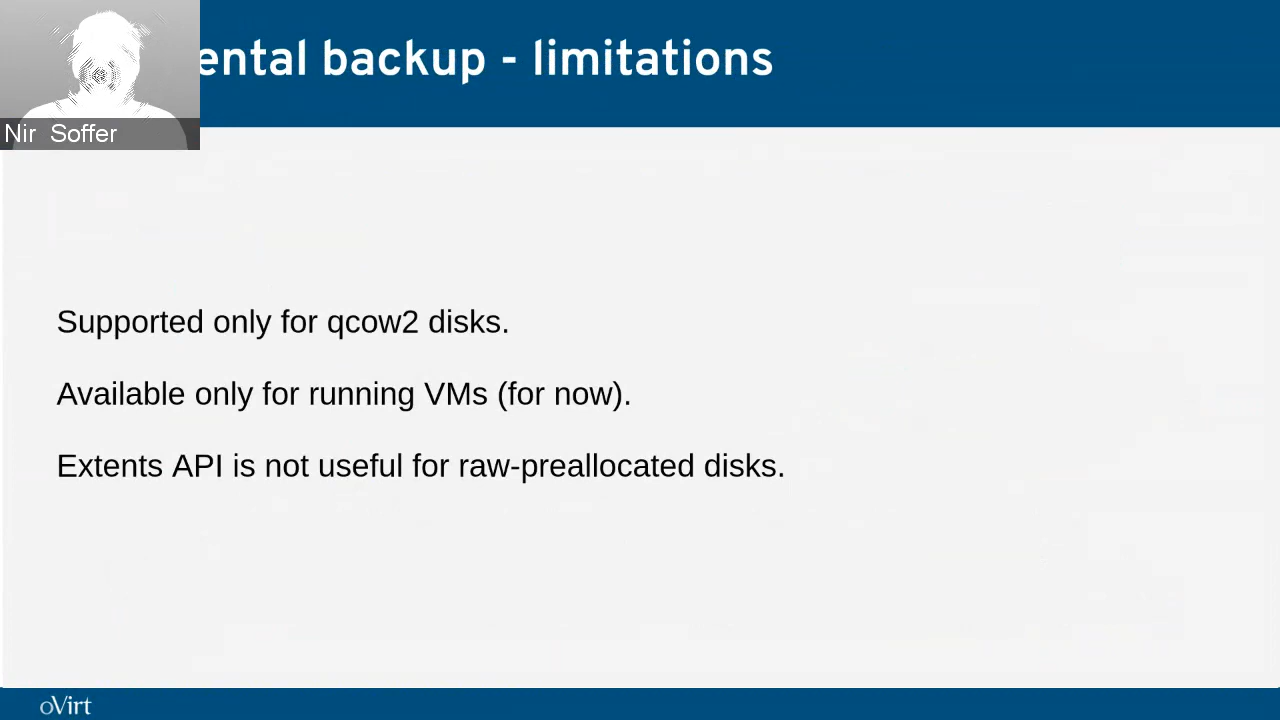 ental backup - limitations
Nir Soffer
Supported only for qcow2 disks.
Available only for running VMs (for now).
Extents API is not useful for raw-preallocated disks.
oVirt